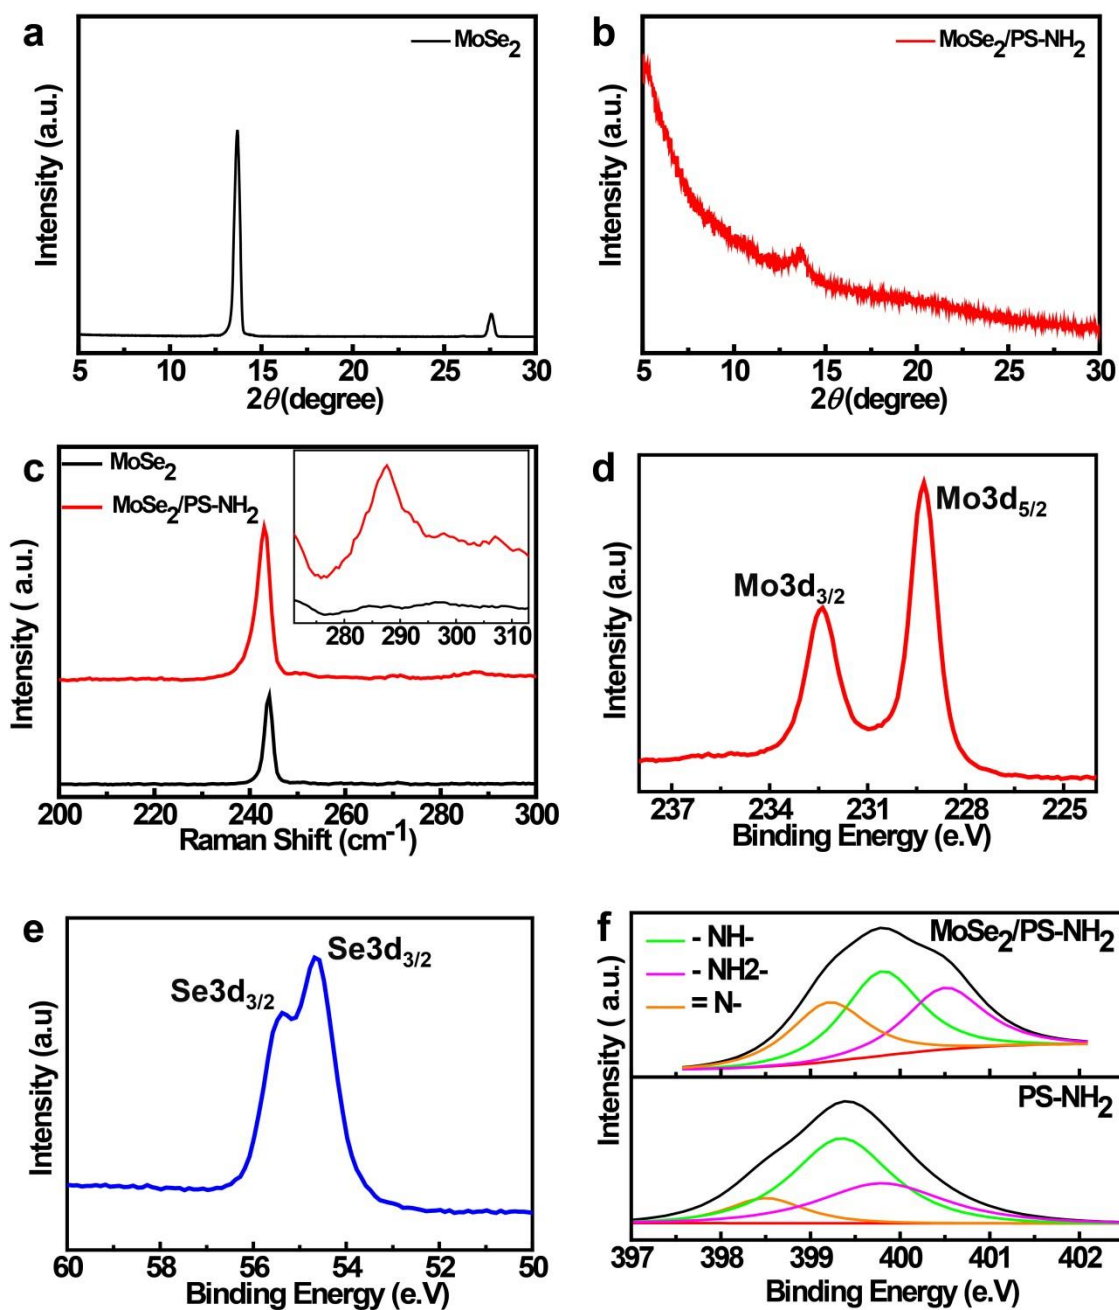 a
MoSe2
Intensity (a.u.)
5 10 15 20 25 30
2θ(degree)
b
MoSe2/PS-NH2
Intensity (a.u.)
5 10 15 20 25 30
2θ(degree)
c
MoSe2
MoSe2/PS-NH2
280 290 300 310
Intensity ( a.u.)
200 220 240 260 280 300
Raman Shift (cm-1)
d
Mo3d5/2
Mo3d3/2
Intensity (a.u.)
237 234 231 228 225
Binding Energy (e.V)
e
Se3d3/2
Se3d3/2
Intensity (a.u)
60 58 56 54 52 50
Binding Energy (e.V)
f
- NH-
- NH2-
= N-
MoSe2/PS-NH2
PS-NH2
Intensity ( a.u.)
397 398 399 400 401 402
Binding Energy (e.V)